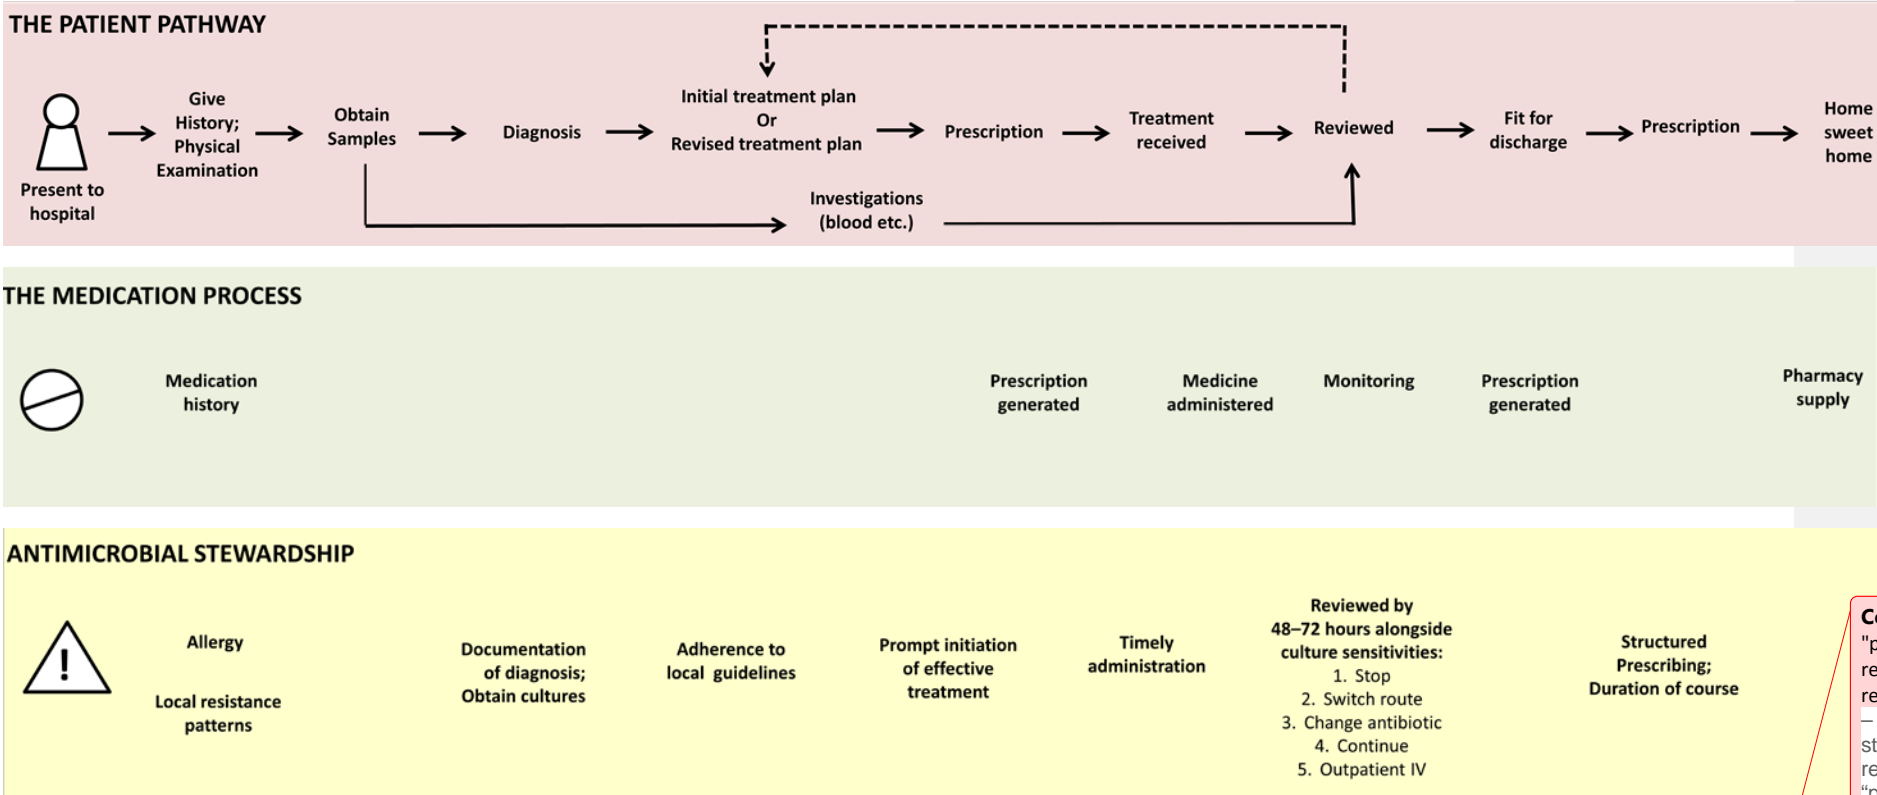 THE PATIENT PATHWAY
Present to
hospital
Give
History;
Physical
Examination
Obtain
Samples
Diagnosis
Initial treatment plan
Or
Revised treatment plan
Prescription
Treatment
received
Reviewed
Fit for
discharge
Prescription
Home
sweet
home
Investigations
(blood etc.)
THE MEDICATION PROCESS
Medication
history
Prescription
generated
Medicine
administered
Monitoring
Prescription
generated
Pharmacy
supply
ANTIMICROBIAL STEWARDSHIP
!
Allergy
Local resistance
patterns
Documentation
of diagnosis;
Obtain cultures
Adherence to
local guidelines
Prompt initiation
of effective
treatment
Timely
administration
Reviewed by
48–72 hours alongside
culture sensitivities:
1. Stop
2. Switch route
3. Change antibiotic
4. Continue
5. Outpatient IV
Structured
Prescribing;
Duration of course